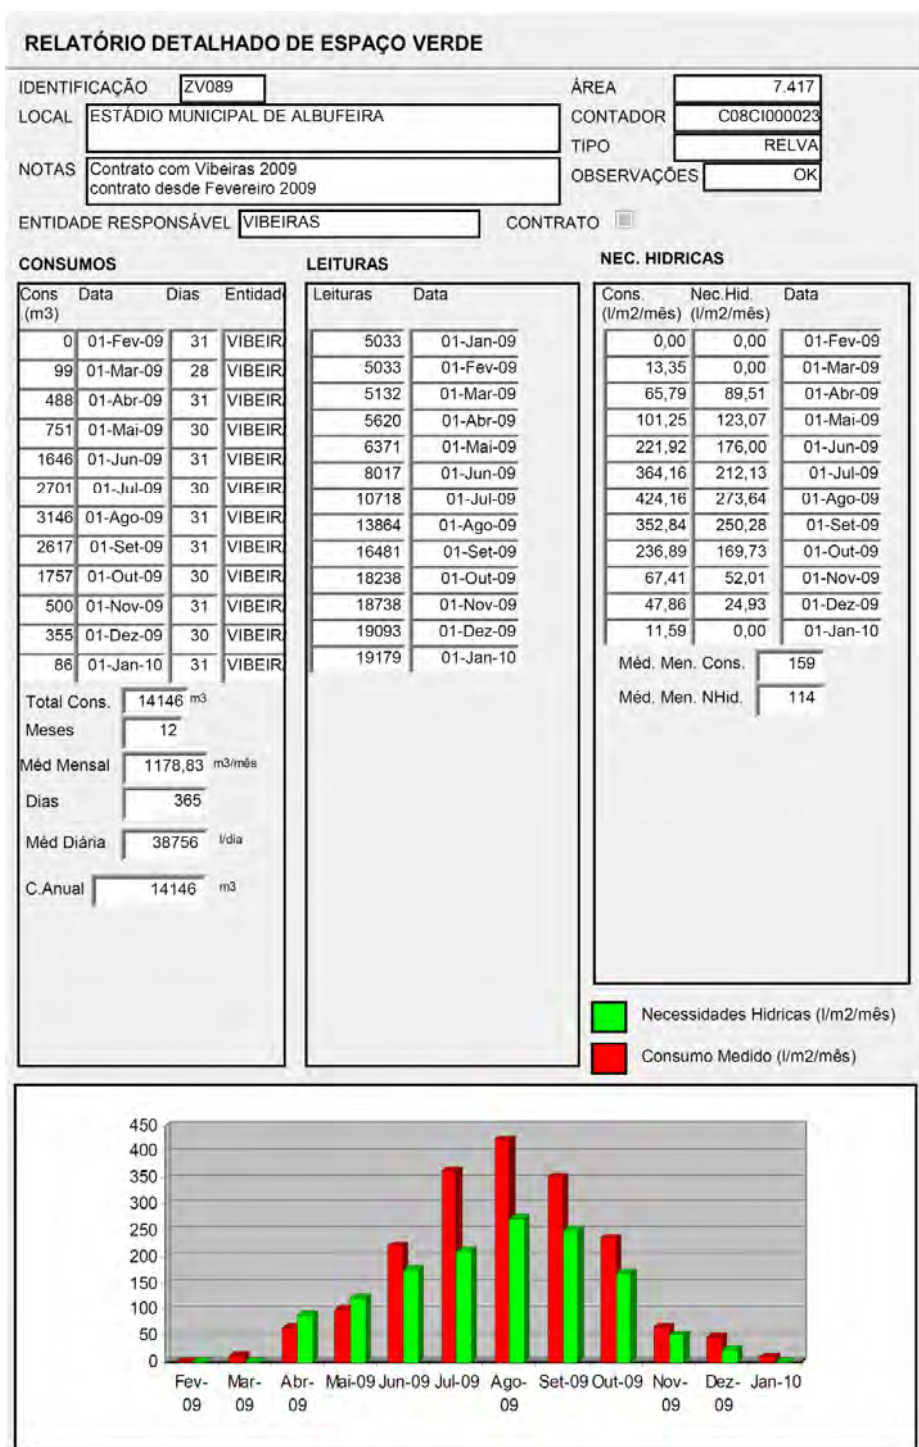 RELATÓRIO DETALHADO DE ESPAÇO VERDE
IDENTIFICAÇÃO ZV089 ÁREA 7.417
LOCAL ESTÁDIO MUNICIPAL DE ALBUFEIRA CONTADOR C08CI000023
TIPO RELVA
NOTAS Contrato com Vibeiras 2009
contrato desde Fevereiro 2009
OBSERVAÇÕES OK
ENTIDADE RESPONSÁVEL VIBEIRAS CONTRATO
CONSUMOS
Cons Data Dias Entidad
(m3)
0 01-Fev-09 31 VIBEIR
99 01-Mar-09 28 VIBEIR
488 01-Abr-09 31 VIBEIR
751 01-Mai-09 30 VIBEIR
1646 01-Jun-09 31 VIBEIR
2701 01-Jul-09 30 VIBEIR
3146 01-Ago-09 31 VIBEIR
2617 01-Set-09 31 VIBEIR
1757 01-Out-09 30 VIBEIR
500 01-Nov-09 31 VIBEIR
355 01-Dez-09 30 VIBEIR
86 01-Jan-10 31 VIBEIR
Total Cons. 14146 m3
Meses 12
Méd Mensal 1178,83 m3/mês
Dias 365
Méd Diária 38756 l/dia
C.Anual 14146 m3
LEITURAS
Leituras Data
5033 01-Jan-09
5033 01-Fev-09
5132 01-Mar-09
5620 01-Abr-09
6371 01-Mai-09
8017 01-Jun-09
10718 01-Jul-09
13864 01-Ago-09
16481 01-Set-09
18238 01-Out-09
18738 01-Nov-09
19093 01-Dez-09
19179 01-Jan-10
NEC. HIDRICAS
Cons. Nec.Hid. Data
(l/m2/mês) (l/m2/mês)
0,00 0,00 01-Fev-09
13,35 0,00 01-Mar-09
65,79 89,51 01-Abr-09
101,25 123,07 01-Mai-09
221,92 176,00 01-Jun-09
364,16 212,13 01-Jul-09
424,16 273,64 01-Ago-09
352,84 250,28 01-Set-09
236,89 169,73 01-Out-09
67,41 52,01 01-Nov-09
47,86 24,93 01-Dez-09
11,59 0,00 01-Jan-10
Méd. Men. Cons. 159
Méd. Men. NHid. 114
Necessidades Hidricas (l/m2/mês)
Consumo Medido (l/m2/mês)
450
400
350
300
250
200
150
100
50
0
Fev- Mar- Abr- Mai-09 Jun-09 Jul-09 Ago- Set-09 Out-09 Nov- Dez- Jan-10
09 09 09 09 09 09